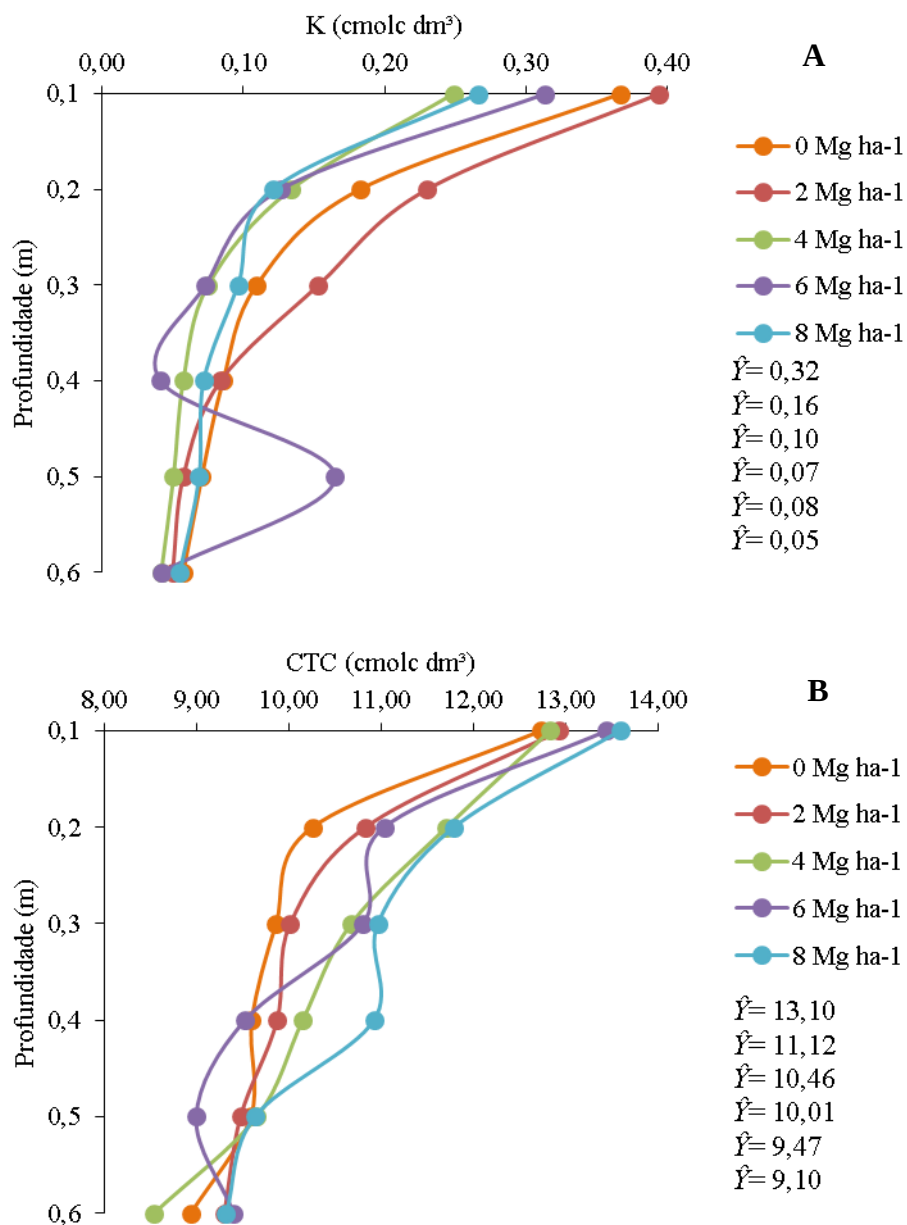 K (cmolc dm³)
0,00 0,10 0,20 0,30 0,40
A
0,1
0,2
0,3
0,4
0,5
0,6
Profundidade (m)
0 Mg ha-1
2 Mg ha-1
4 Mg ha-1
6 Mg ha-1
8 Mg ha-1
Ŷ= 0,32
Ŷ= 0,16
Ŷ= 0,10
Ŷ= 0,07
Ŷ= 0,08
Ŷ= 0,05
CTC (cmolc dm³)
8,00 9,00 10,00 11,00 12,00 13,00 14,00
B
0,1
0,2
0,3
0,4
0,5
0,6
Profundidade (m)
0 Mg ha-1
2 Mg ha-1
4 Mg ha-1
6 Mg ha-1
8 Mg ha-1
Ŷ= 13,10
Ŷ= 11,12
Ŷ= 10,46
Ŷ= 10,01
Ŷ= 9,47
Ŷ= 9,10